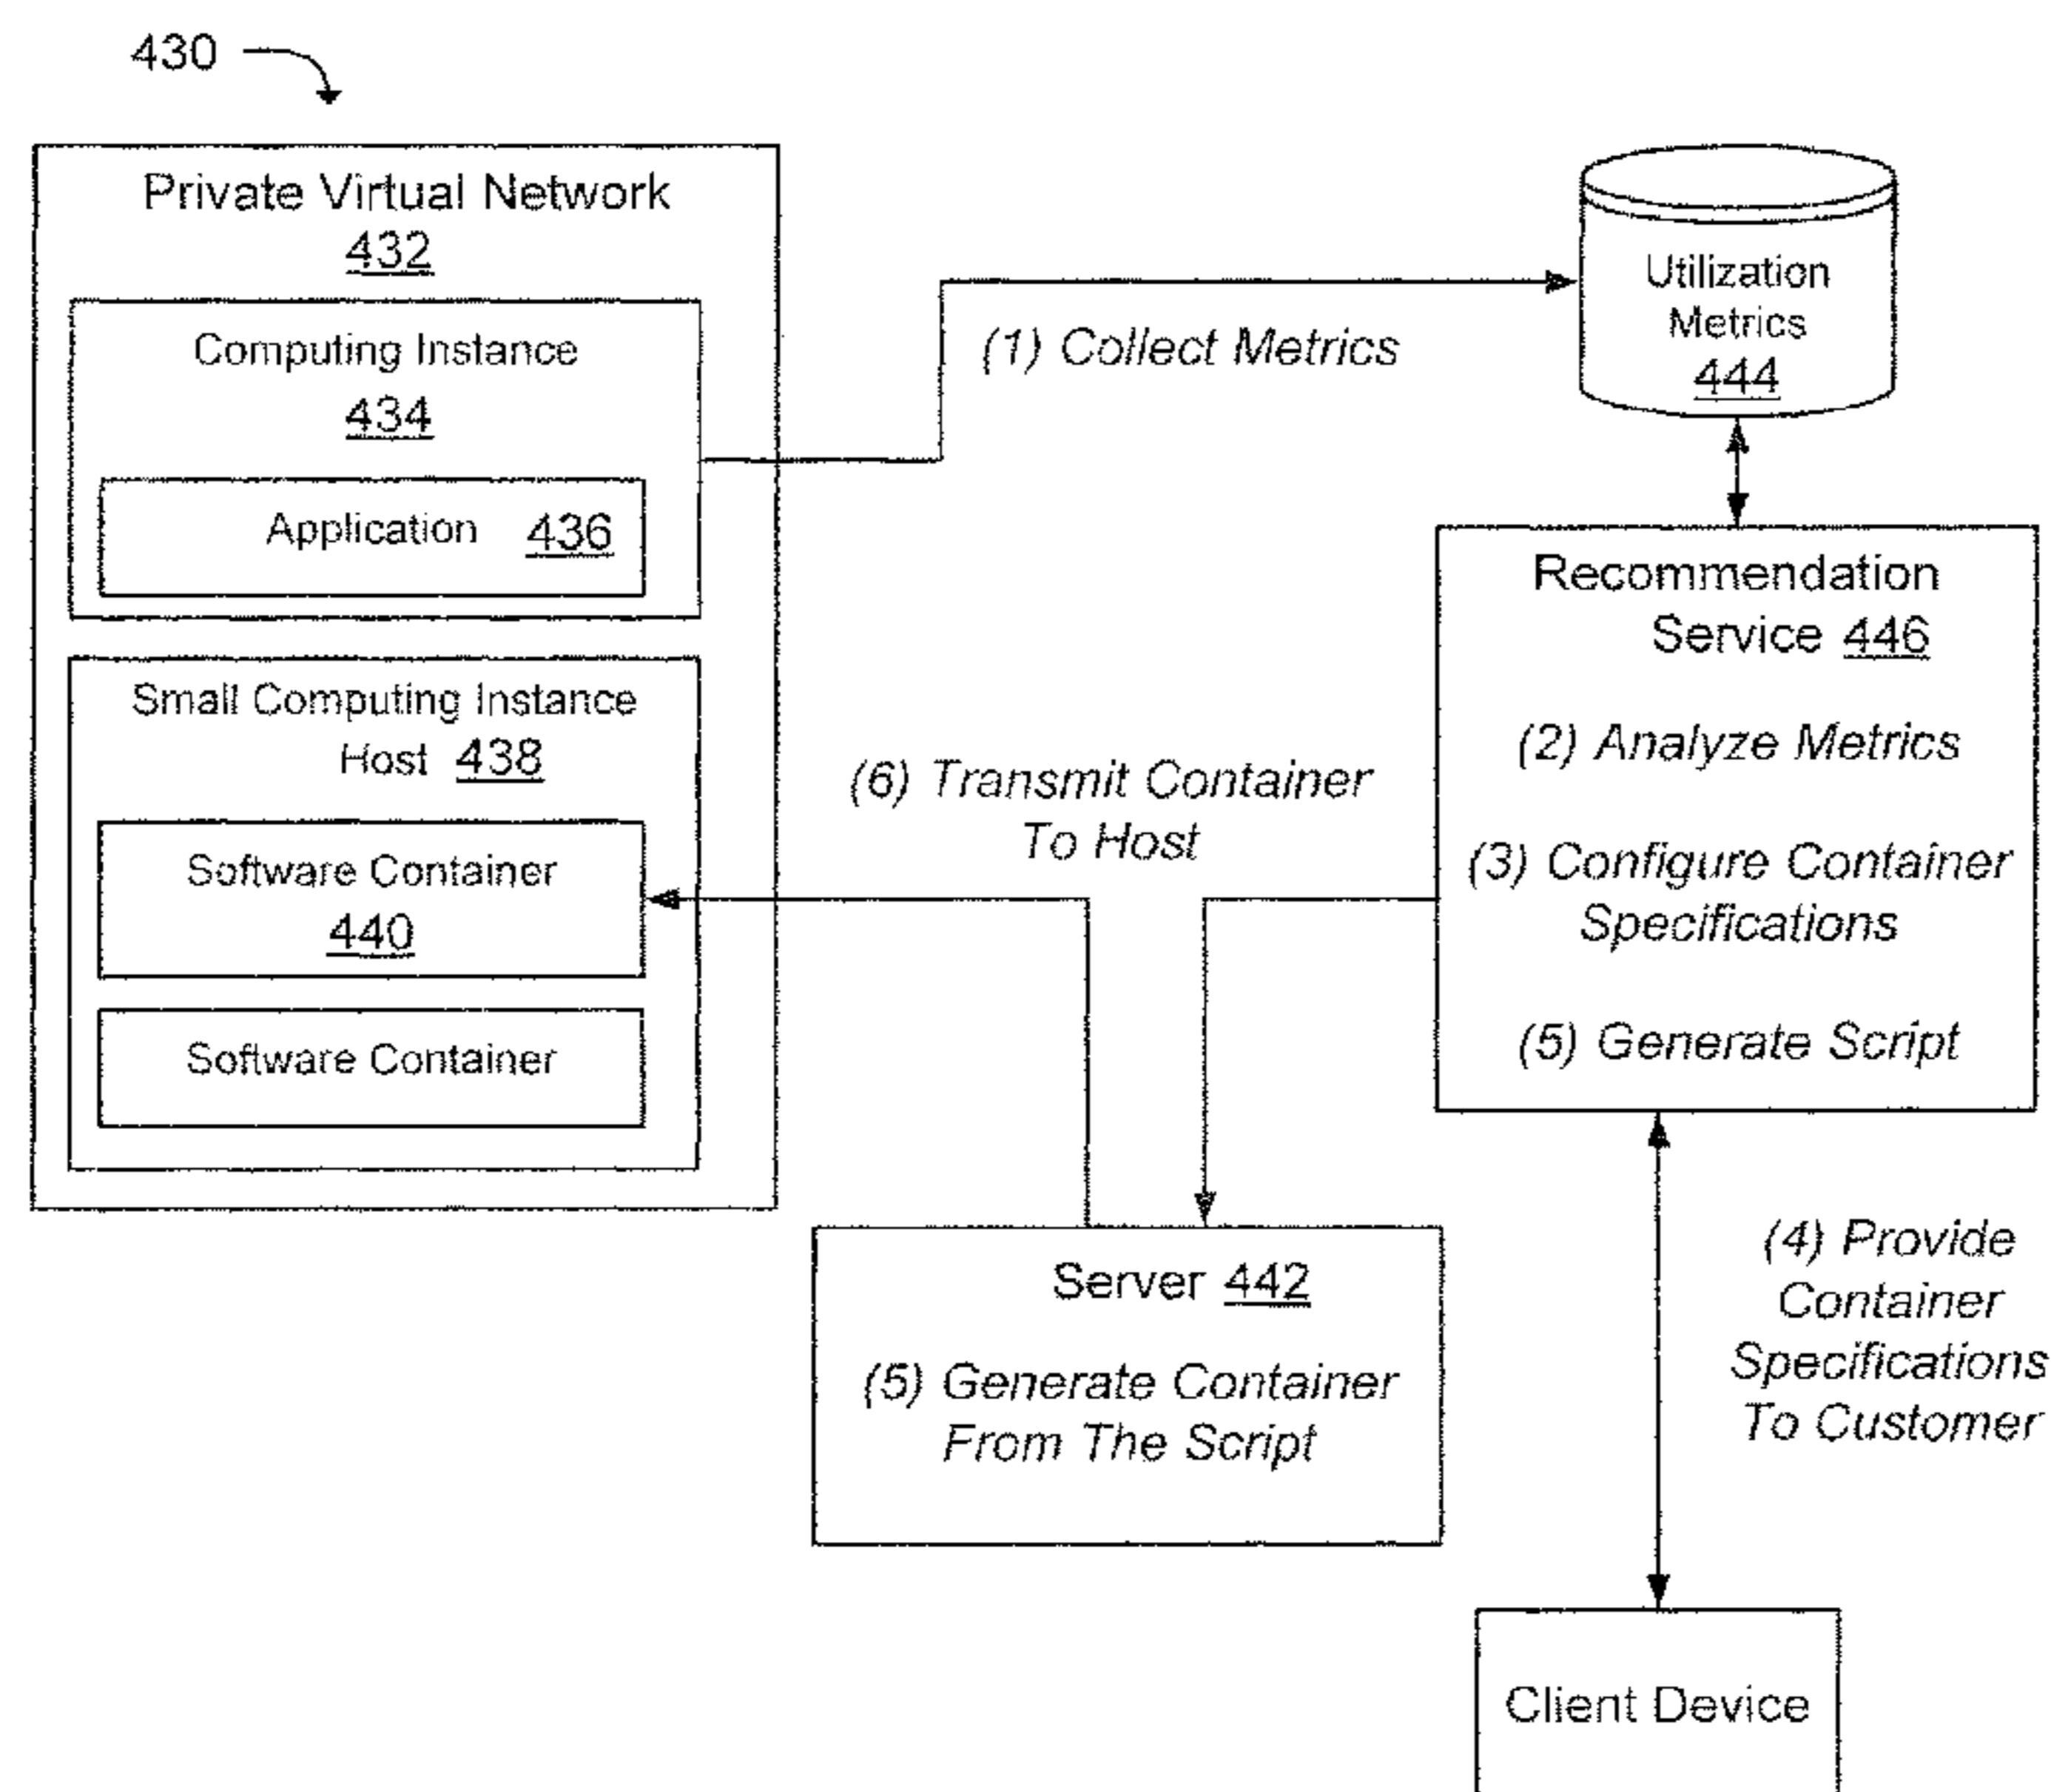 430
Private Virtual Network
432
Computing Instance
434
Application 436
Small Computing Instance
Host 438
Software Container
440
Software Container
(1) Collect Metrics
Utilization
Metrics
444
Recommendation
Service 446
(2) Analyze Metrics
(3) Configure Container
Specifications
(5) Generate Script
(6) Transmit Container
To Host
Server 442
(5) Generate Container
From The Script
(4) Provide
Container
Specifications
To Customer
Client Device